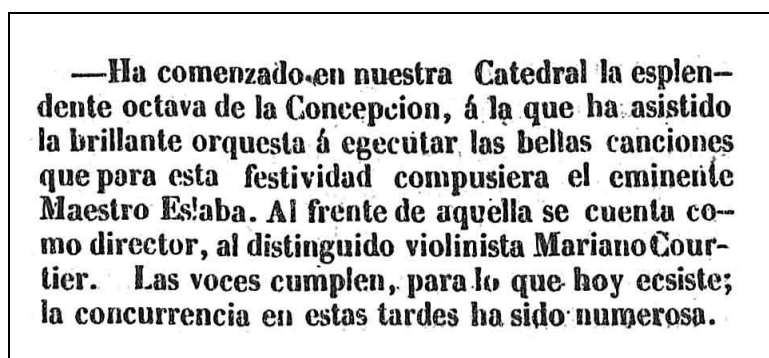 —Ha comenzado en nuestra Catedral la esplen-
dente octava de la Concepcion, á la que ha asistido
la brillante orquesta á egecutar las bellas canciones
que para esta festividad compusiera el eminente
Maestro Eslaba. Al frente de aquella se cuenta co-
mo director, al distinguido violinista Mariano Cour-
tier. Las voces cumplen, para lo que hoy ecsiste;
la concurrencia en estas tardes ha sido numerosa.